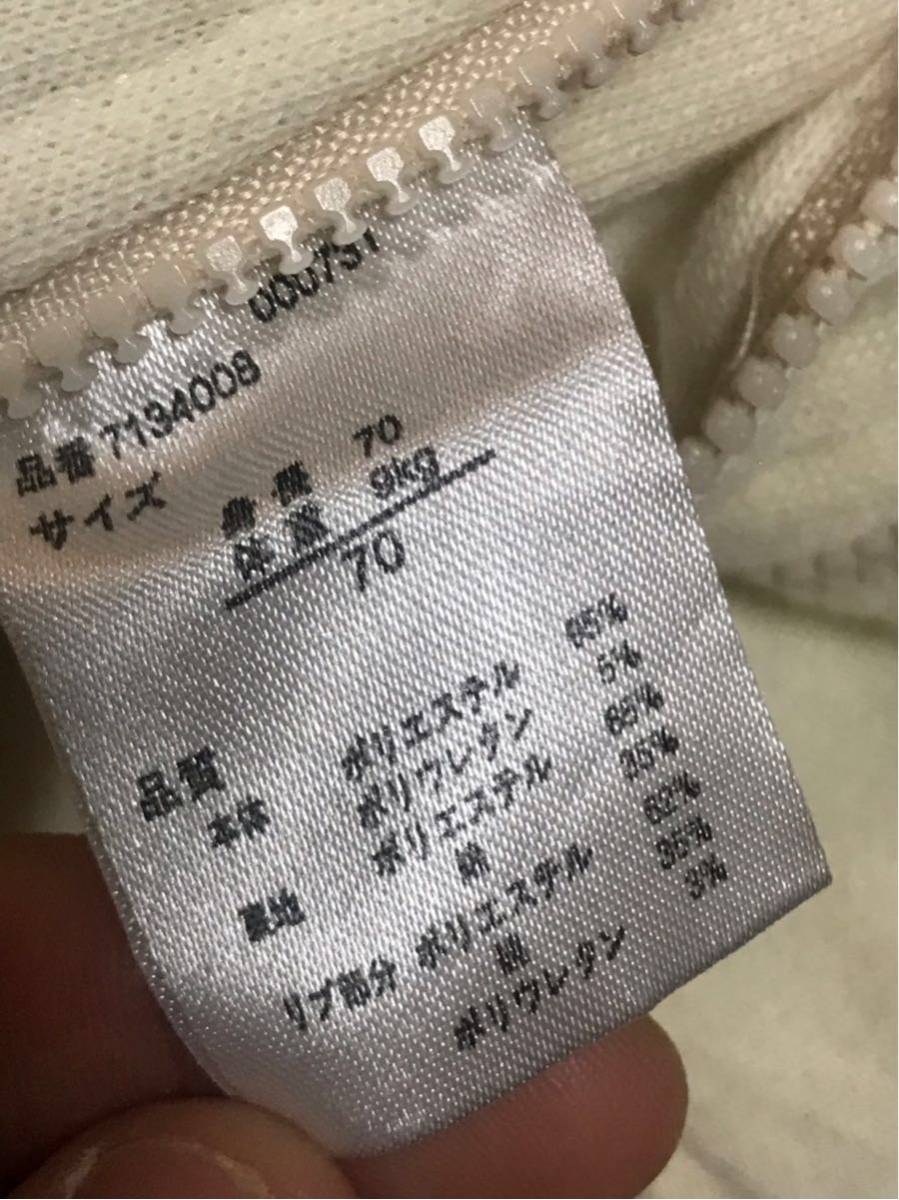 000731
品番 7134008
サイズ 身長 70
体重 9kg
70
品質
本体 ポリエステル 95%
ポリウレタン 5%
裏地 ポリエステル 65%
綿 35%
リブ部分 ポリエステル 62%
綿 35%
ポリウレタン 3%